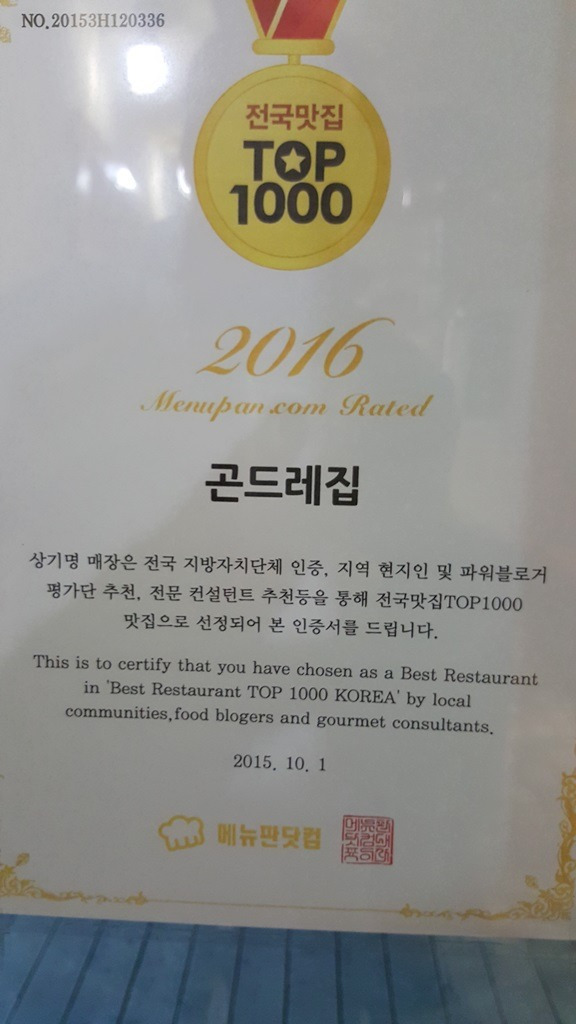 NO.20153H120336
전국맛집
TOP
1000
2016
Menupan.com Rated
곤드레집
상기명 매장은 전국 지방자치단체 인증, 지역 현지인 및 파워블로거
평가단 추천, 전문 컨설턴트 추천등을 통해 전국맛집TOP1000
맛집으로 선정되어 본 인증서를 드립니다.
This is to certify that you have chosen as a Best Restaurant
in 'Best Restaurant TOP 1000 KOREA' by local
communities,food blogers and gourmet consultants.
2015. 10. 1
메뉴판닷컴